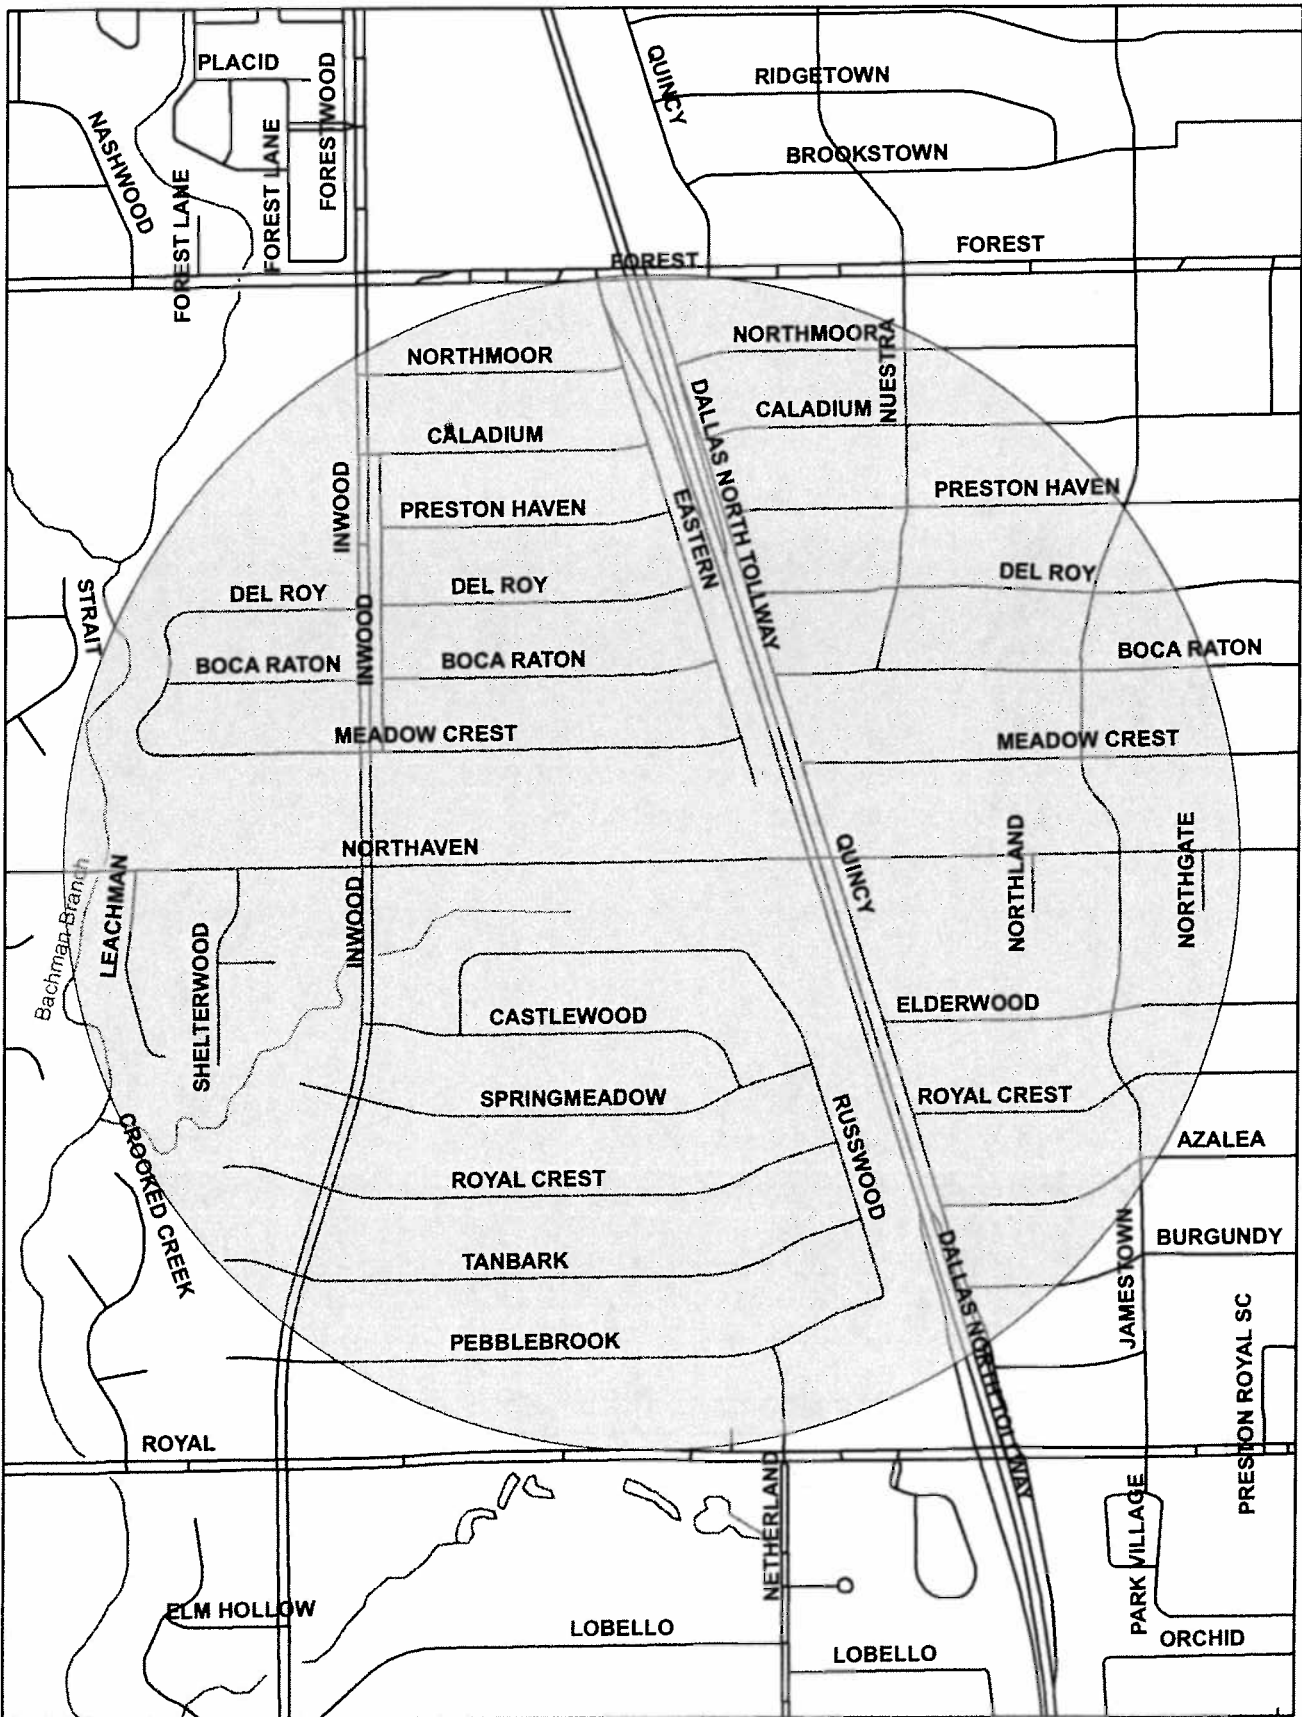 PLACID
QUINCY
RIDGETOWN
NASHWOOD
FORESTWOOD
BROOKSTOWN
FOREST LANE
FOREST LANE
FOREST
FOREST
NORTHMOOR
NORTHMOOR
NUESTRA
DALLAS NORTH TOLLWAY
CALADIUM
CALADIUM
INWOOD
PRESTON HAVEN
EASTERN
PRESTON HAVEN
STRAIT
DEL ROY
DEL ROY
DEL ROY
INWOOD
BOCA RATON
BOCA RATON
BOCA RATON
MEADOW CREST
MEADOW CREST
NORTHAVEN
QUINCY
NORTHLAND
NORTHGATE
Bachman Branch
LEACHMAN
SHELTERWOOD
INWOOD
CASTLEWOOD
ELDERWOOD
SPRINGMEADOW
RUSSWOOD
ROYAL CREST
CROOKED CREEK
AZALEA
ROYAL CREST
TANBARK
DALLAS NORTH TOLLWAY
JAMESTOWN
BURGUNDY
PEBBLEBROOK
PRESTON ROYAL SC
ROYAL
NETHERLAND
PARK VILLAGE
ELM HOLLOW
LOBELLO
LOBELLO
ORCHID